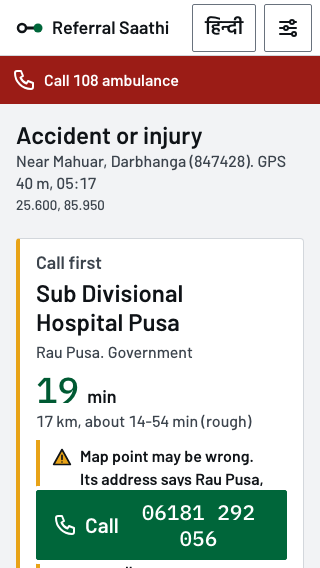 Referral Saathi
हिन्दी
Call 108 ambulance
Accident or injury
Near Mahuar, Darbhanga (847428). GPS
40 m, 05:17
25.600, 85.950
Call first
Sub Divisional
Hospital Pusa
Rau Pusa. Government
19 min
17 km, about 14-54 min (rough)
Map point may be wrong.
Its address says Rau Pusa,
Call 06181 292
056